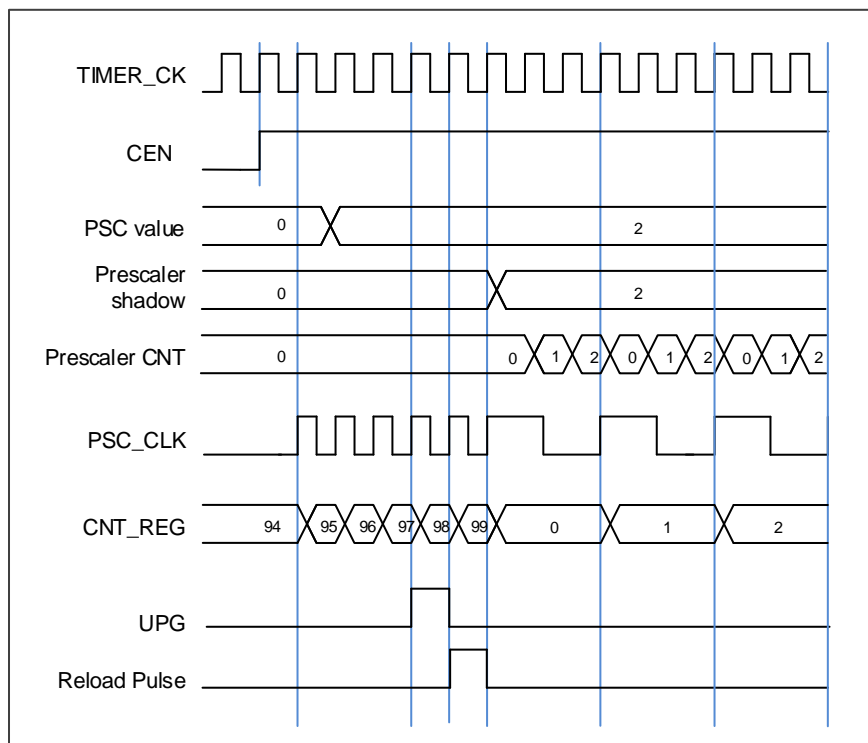 TIMER_CK
CEN
PSC value 0 2
Prescaler
shadow 0 2
Prescaler CNT 0 0 1 2 0 1 2 0 1 2
PSC_CLK
CNT_REG 94 95 96 97 98 99 0 1 2
UPG
Reload Pulse